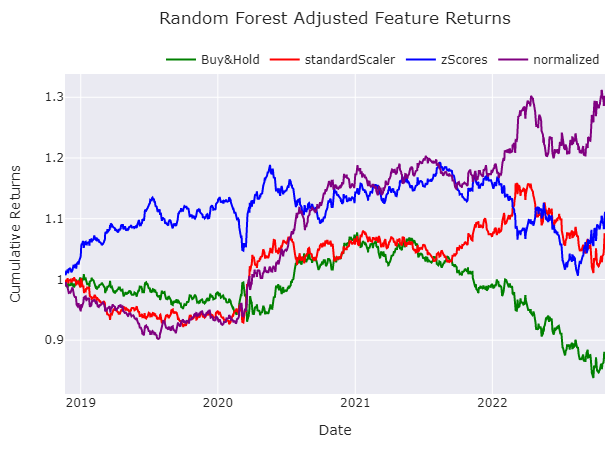 Random Forest Adjusted Feature Returns
Buy&Hold standardScaler zScores normalized
1.3
1.2
1.1
1
0.9
Cumulative Returns
2019 2020 2021 2022
Date